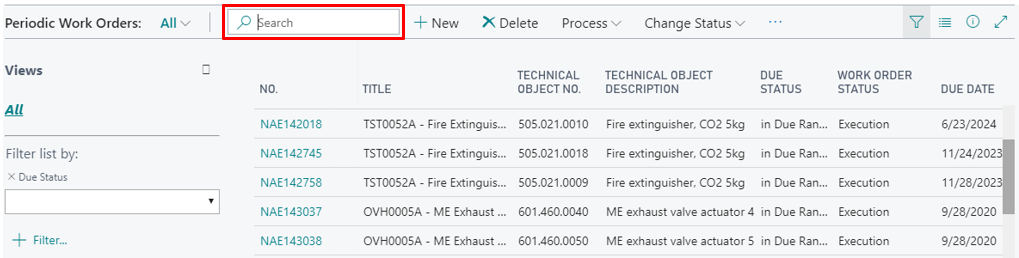 Periodic Work Orders: All Search + New Delete Process Change Status ...
Views
All
Filter list by:
× Due Status
+ Filter...
NO. TITLE TECHNICAL OBJECT NO. TECHNICAL OBJECT DESCRIPTION DUE STATUS WORK ORDER STATUS DUE DATE
NAE142018 TST0052A - Fire Extinguis... 505.021.0010 Fire extinguisher, CO2 5kg in Due Ran... Execution 6/23/2024
NAE142745 TST0052A - Fire Extinguis... 505.021.0018 Fire extinguisher, CO2 5kg in Due Ran... Execution 11/24/2023
NAE142758 TST0052A - Fire Extinguis... 505.021.0009 Fire extinguisher, CO2 5kg in Due Ran... Execution 11/28/2023
NAE143037 OVH0005A - ME Exhaust ... 601.460.0040 ME exhaust valve actuator 4 in Due Ran... Execution 9/28/2020
NAE143038 OVH0005A - ME Exhaust ... 601.460.0050 ME exhaust valve actuator 5 in Due Ran... Execution 9/28/2020